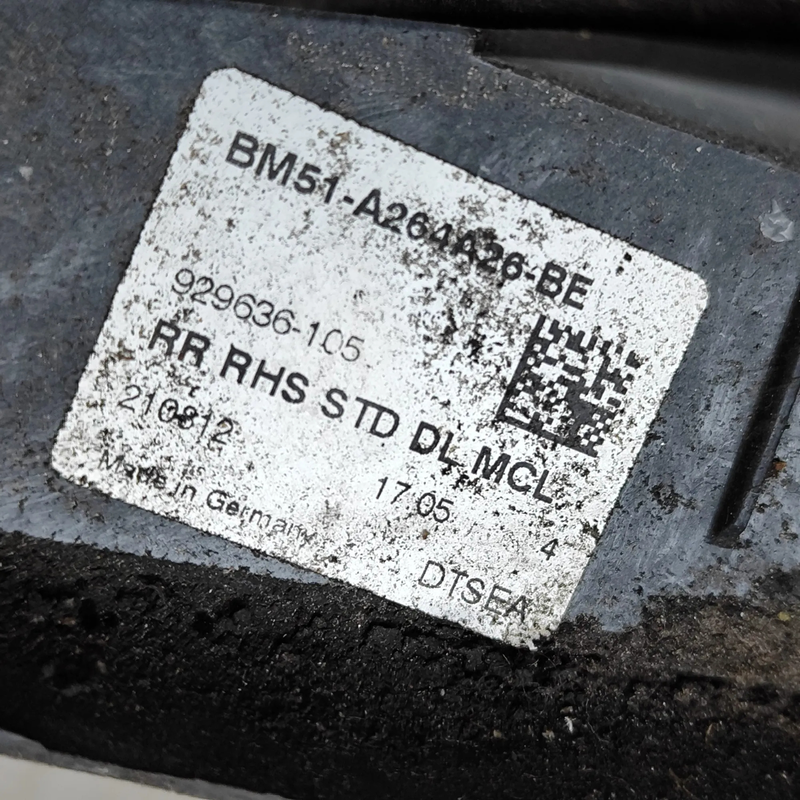 BM51-A264A26-BE
929636-105
RR RHS STD DL MCL
210812 17:05 4
Made in Germany DTSEA